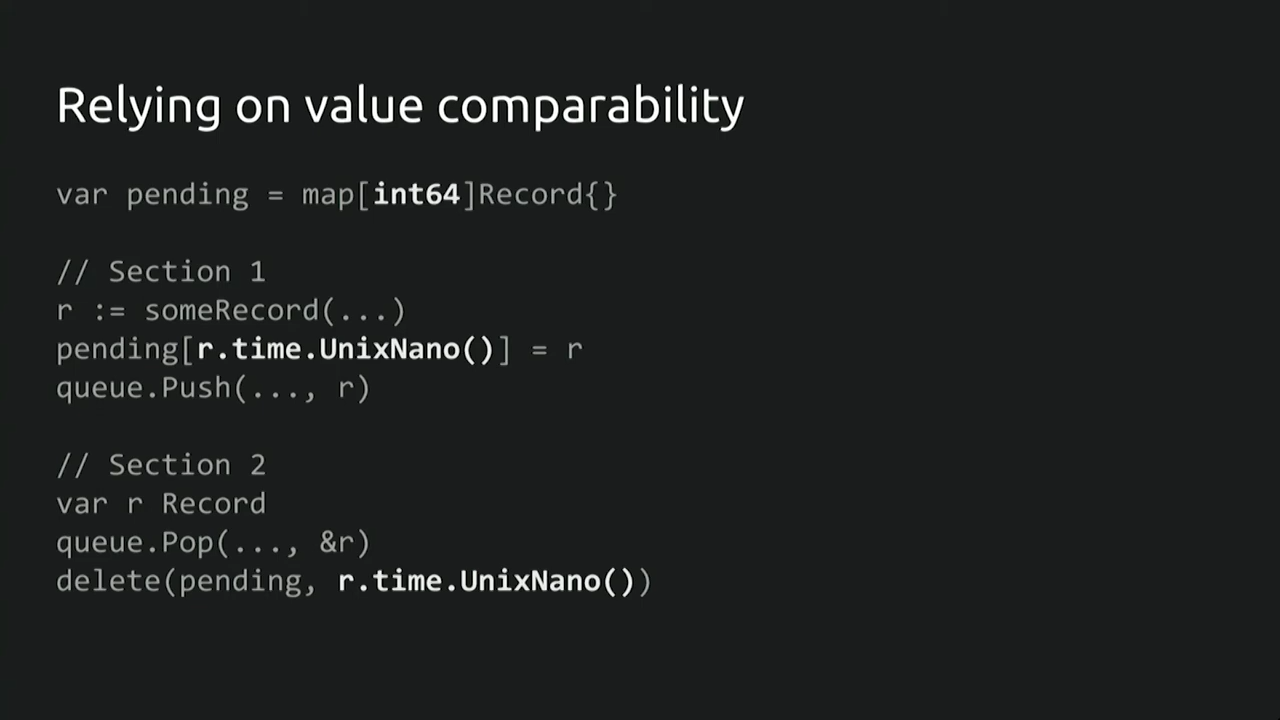 Relying on value comparability
var pending = map[int64]Record{}
// Section 1
r := someRecord(...)
pending[r.time.UnixNano()] = r
queue.Push(..., r)
// Section 2
var r Record
queue.Pop(..., &r)
delete(pending, r.time.UnixNano())